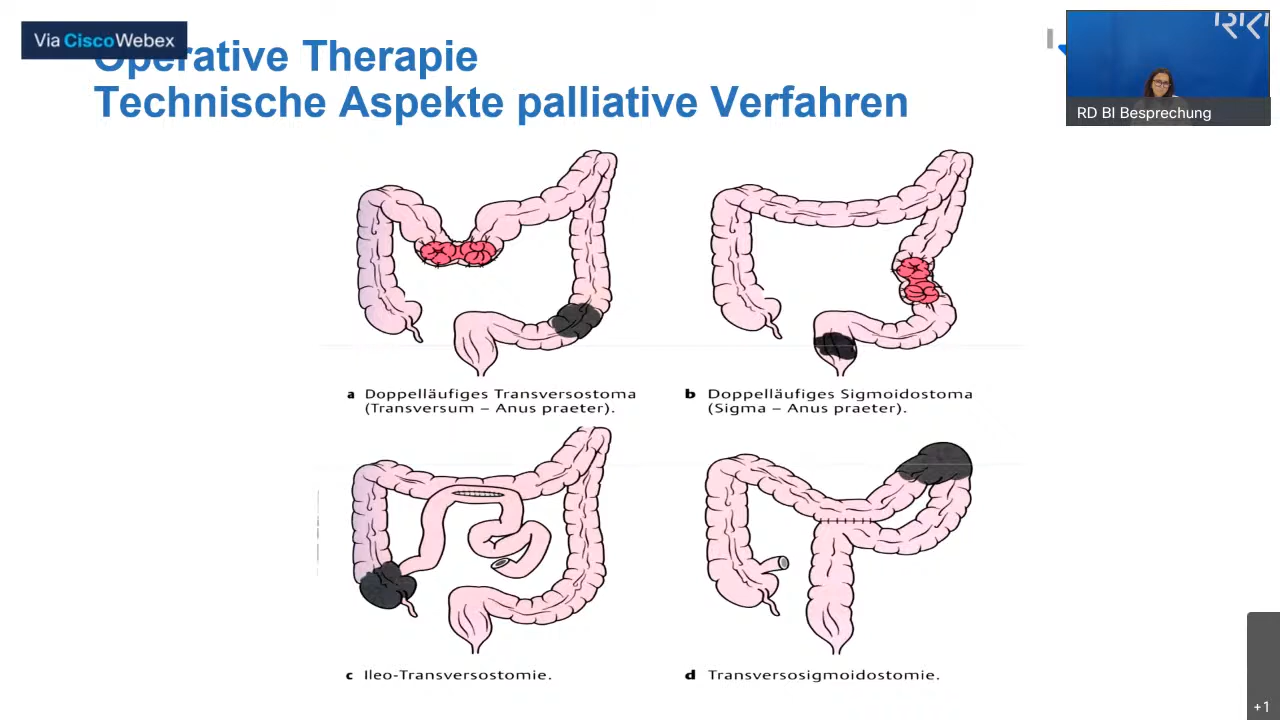 Via Cisco Webex
Operative Therapie
Technische Aspekte palliative Verfahren
RKI
RD BI Besprechung
a Doppelläufiges Transversostoma
(Transversum – Anus praeter).
b Doppelläufiges Sigmoidostoma
(Sigma – Anus praeter).
c Ileo-Transversostomie.
d Transversosigmoidostomie.
+1